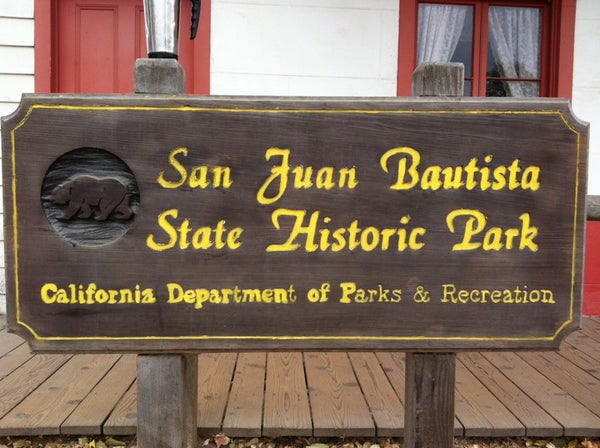 San Juan Bautista
State Historic Park
California Department of Parks & Recreation